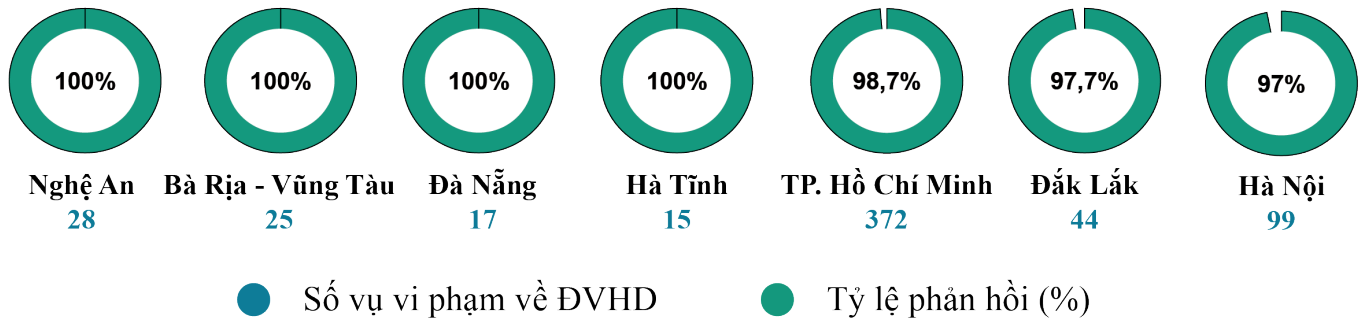 100% 100% 100% 100% 98,7% 97,7% 97%
Nghệ An Bà Rịa - Vũng Tàu Đà Nẵng Hà Tĩnh TP. Hồ Chí Minh Đắk Lắk Hà Nội
28 25 17 15 372 44 99
Số vụ vi phạm về ĐVHD Tỷ lệ phản hồi (%)